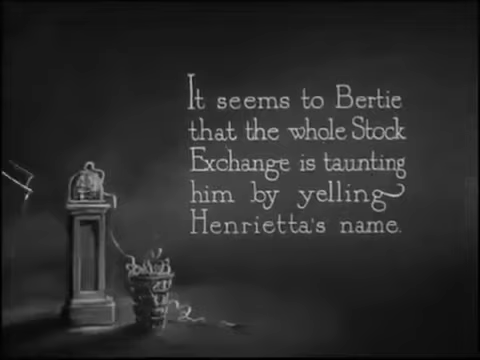 It seems to Bertie
that the whole Stock
Exchange is taunting
him by yelling
Henrietta's name.